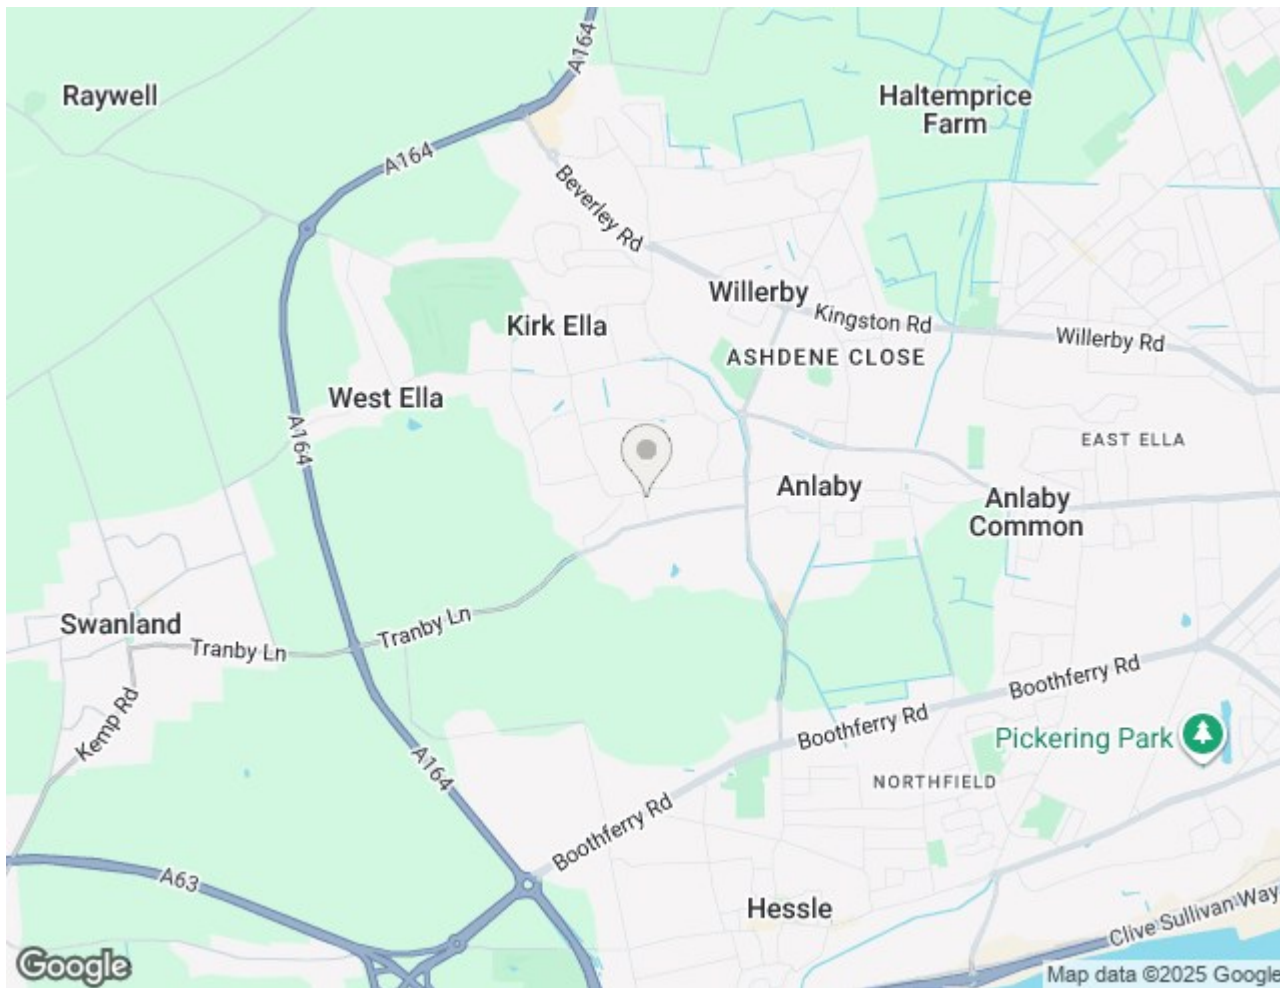 A164
Raywell
Haltemprice
Farm
A164
Beverley Rd
Willerby
Kingston Rd
Kirk Ella
Willerby Rd
ASHDENE CLOSE
West Ella
A164
EAST ELLA
Anlaby
Anlaby
Common
Swanland
Tranby Ln
Tranby Ln
Boothferry Rd
Kemp Rd
Boothferry Rd
Pickering Park
A164
NORTHFIELD
Boothferry Rd
A63
Hessle
Clive Sullivan Way
Google
Map data ©2025 Google